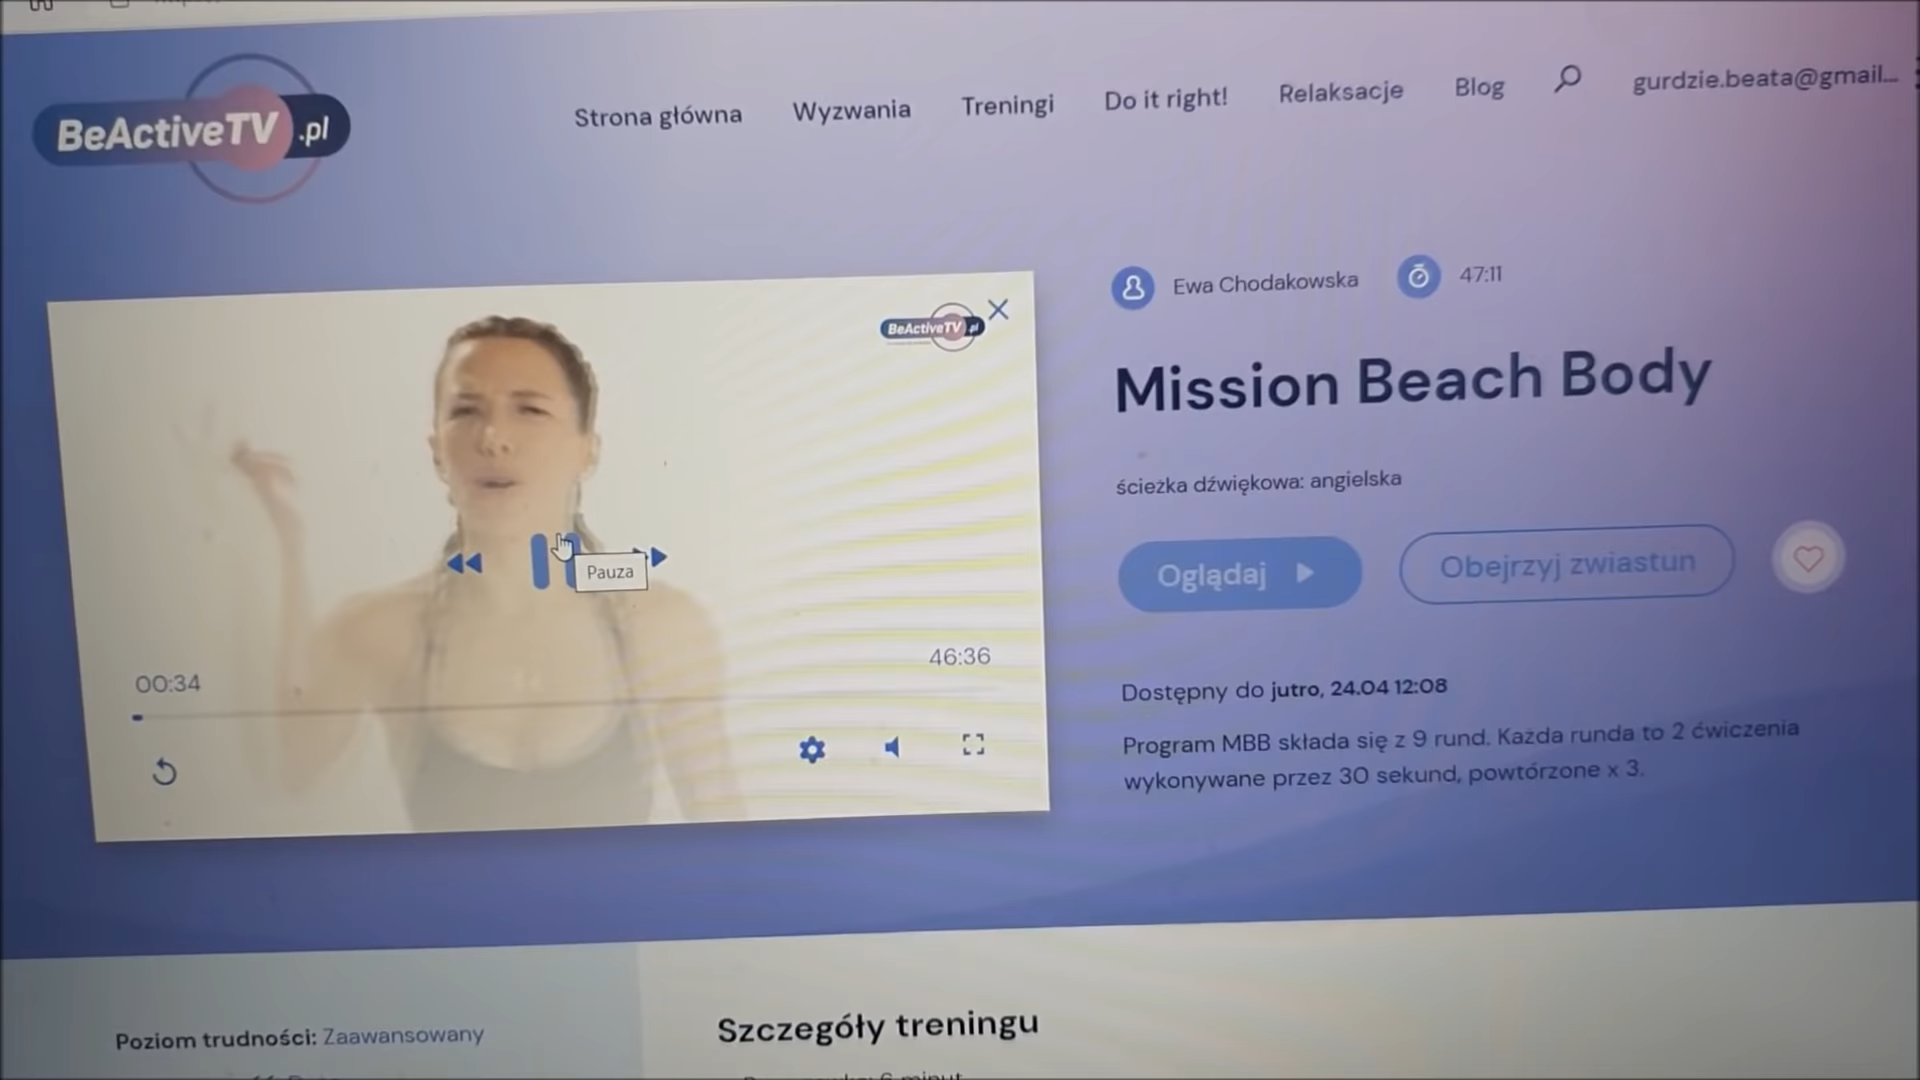 BeActiveTV.pl
Strona główna
Wyzwania
Treningi
Do it right!
Relaksacje
Blog
gurdzie.beata@gmail...
BeActiveTV.pl
Ewa Chodakowska
47:11
Mission Beach Body
ścieżka dźwiękowa: angielska
Pauza
Oglądaj
Obejrzyj zwiastun
00:34
46:36
Dostępny do jutro, 24.04 12:08
Program MBB składa się z 9 rund. Każda runda to 2 ćwiczenia
wykonywane przez 30 sekund, powtórzone x 3.
Poziom trudności: Zaawansowany
Szczegóły treningu
6 minut